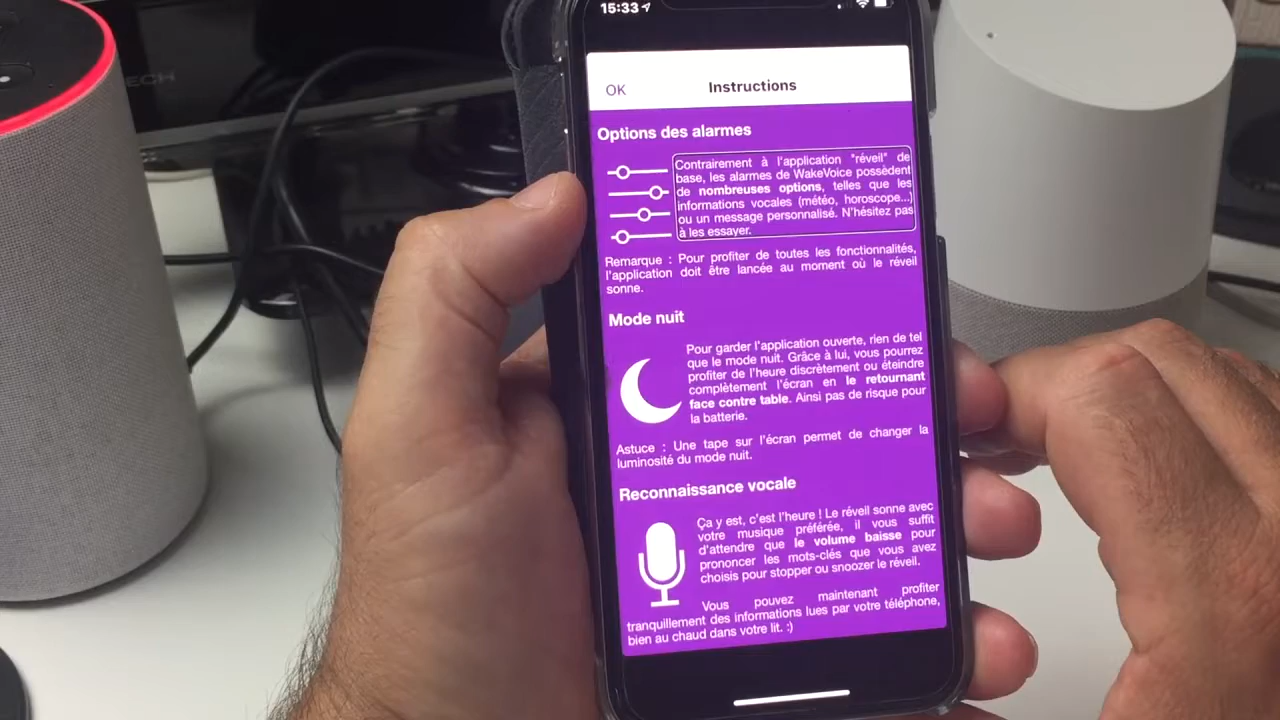 15:33
ECH
OK
Instructions
Options des alarmes
Contrairement à l'application "réveil" de
base, les alarmes de WakeVoice possèdent
de nombreuses options, telles que les
informations vocales (météo, horoscope...)
ou un message personnalisé. N'hésitez pas
à les essayer.
Remarque : Pour profiter de toutes les fonctionnalités,
l'application doit être lancée au moment où le réveil
sonne.
Mode nuit
Pour garder l'application ouverte, rien de tel
que le mode nuit. Grâce à lui, vous pourrez
profiter de l'heure discrètement ou éteindre
complètement l'écran en le retournant
face contre table. Ainsi pas de risque pour
la batterie.
Astuce : Une tape sur l'écran permet de changer la
luminosité du mode nuit.
Reconnaissance vocale
Ça y est, c'est l'heure ! Le réveil sonne avec
votre musique préférée, il vous suffit
d'attendre que le volume baisse pour
prononcer les mots-clés que vous avez
choisis pour stopper ou snoozer le réveil.
Vous pouvez maintenant profiter
tranquillement des informations lues par votre téléphone,
bien au chaud dans votre lit. :)